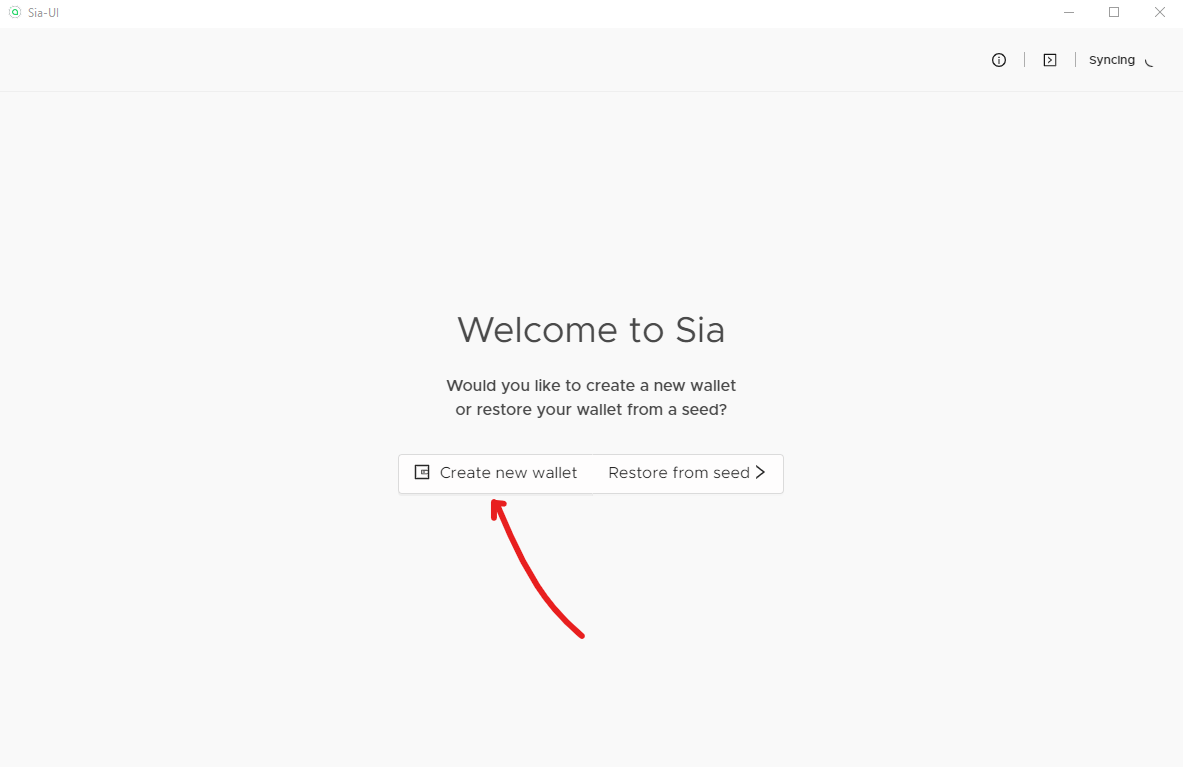 Sia-UI
Syncing
Welcome to Sia
Would you like to create a new wallet
or restore your wallet from a seed?
Create new wallet
Restore from seed